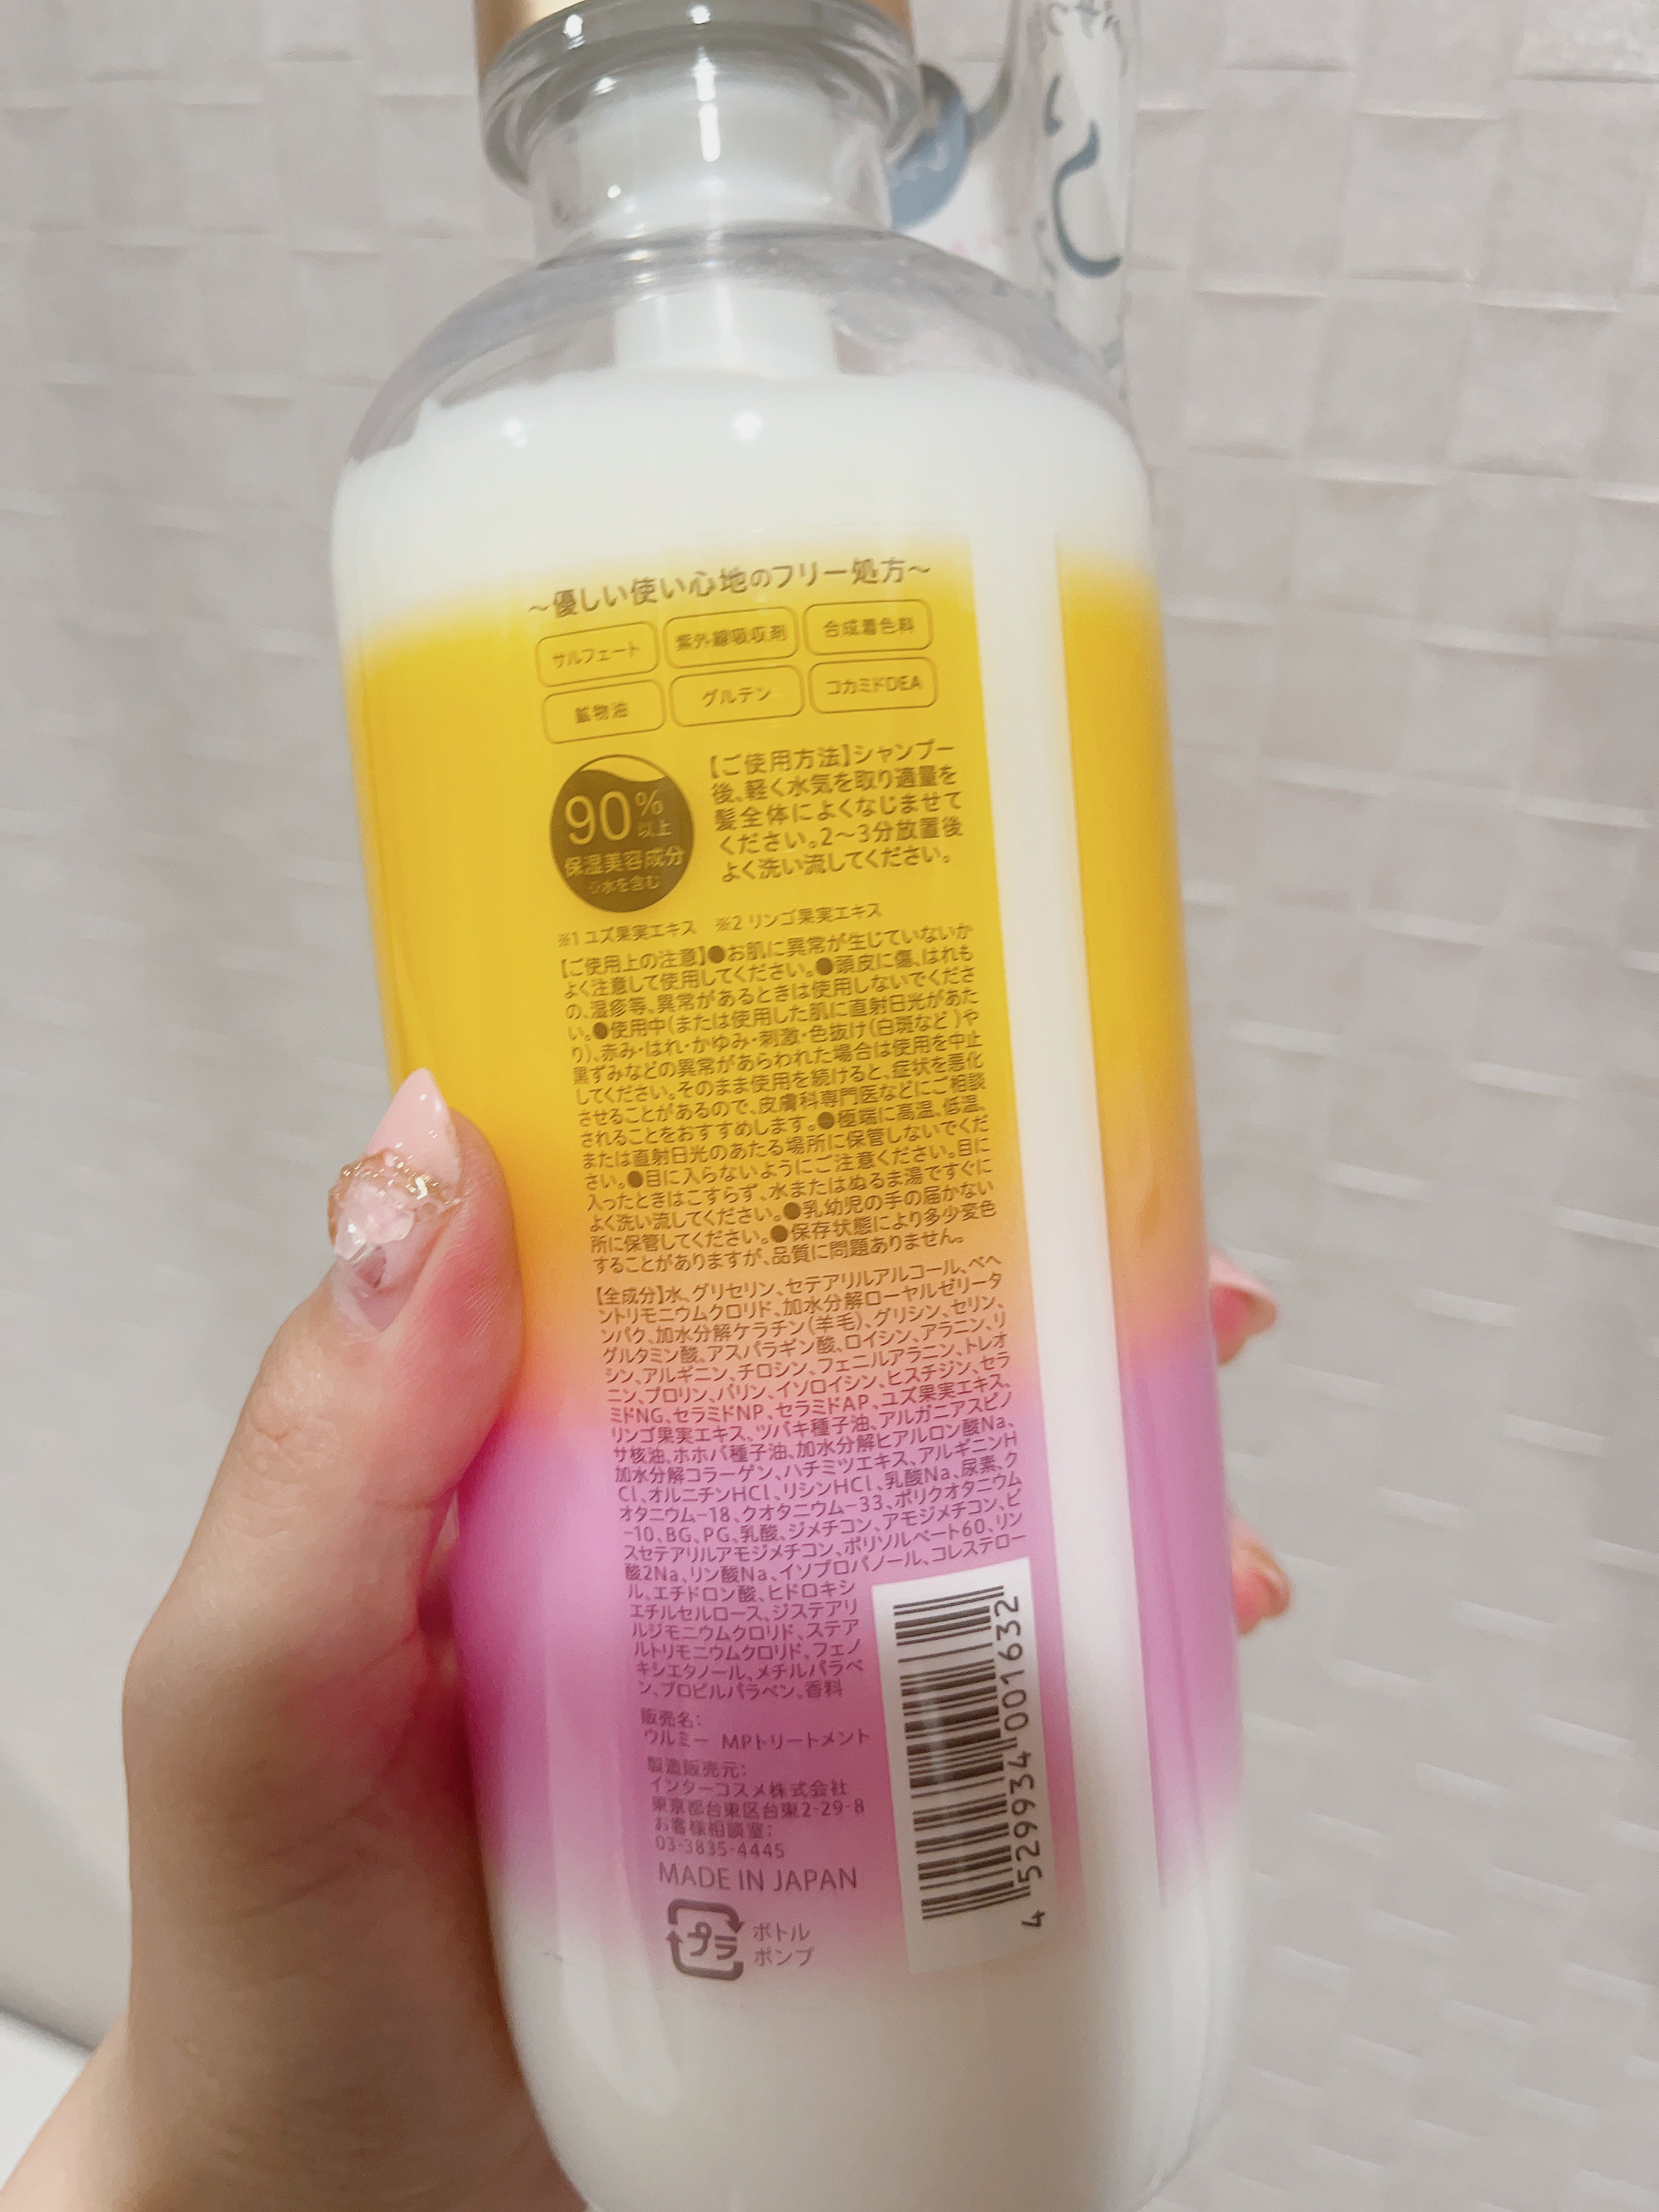 ～優しい使い心地のフリー処方～
サルフェート
紫外線吸収剤
合成着色料
鉱物油
グルテン
コカミドDEA
90%
以上
保湿美容成分
※水を含む
【ご使用方法】シャンプー
後、軽く水気を取り適量を
髪全体によくなじませて
ください。2～3分放置後
よく洗い流してください。
※1 ユズ果実エキス ※2 リンゴ果実エキス
【ご使用上の注意】●お肌に異常が生じていないか
よく注意して使用してください。●頭皮に傷、はれも
の、湿疹等、異常があるときは使用しないでくださ
い。●使用中(または使用した肌に直射日光があた
り)、赤み・はれ・かゆみ・刺激・色抜け(白斑など)や
黒ずみなどの異常があらわれた場合は使用を中止
してください。そのまま使用を続けると、症状を悪化
させることがあるので、皮膚科専門医などにご相談
されることをおすすめします。●極端に高温、低温、
または直射日光のあたる場所に保管しないでくだ
さい。●目に入らないようにご注意ください。目に
入ったときはこすらず、水またはぬるま湯ですぐに
よく洗い流してください。●乳幼児の手の届かない
所に保管してください。●保存状態により多少変色
することがありますが、品質に問題ありません。
【全成分】水、グリセリン、セテアリルアルコール、ベヘ
ントリモニウムクロリド、加水分解ローヤルゼリータ
ンパク、加水分解ケラチン(羊毛)、グリシン、セリン、
グルタミン酸、アスパラギン酸、ロイシン、アラニン、リ
シン、アルギニン、チロシン、フェニルアラニン、トレオ
ニン、プロリン、バリン、イソロイシン、ヒスチジン、セラ
ミドNG、セラミドNP、セラミドAP、ユズ果実エキス、
リンゴ果実エキス、ツバキ種子油、アルガニアスピノ
サ核油、ホホバ種子油、加水分解ヒアルロン酸Na、
加水分解コラーゲン、ハチミツエキス、アルギニンH
Cl、オルニチンHCl、リシンHCl、乳酸Na、尿素、ク
オタニウム-18、クオタニウム-33、ポリクオタニウム
-10、BG、PG、乳酸、ジメチコン、アモジメチコン、ビ
スセテアリルアモジメチコン、ポリソルベート60、リン
酸2Na、リン酸Na、イソプロパノール、コレステロー
ル、エチドロン酸、ヒドロキシ
エチルセルロース、ジステアリ
ルジモニウムクロリド、ステア
ルトリモニウムクロリド、フェノ
キシエタノール、メチルパラベ
ン、プロピルパラベン、香料
販売名:
ウルミー MPトリートメント
製造販売元:
インターコスメ株式会社
東京都台東区台東2-29-8
お客様相談室:
03-3835-4445
MADE IN JAPAN
プラ
ボトル
ポンプ
4 529934 001632